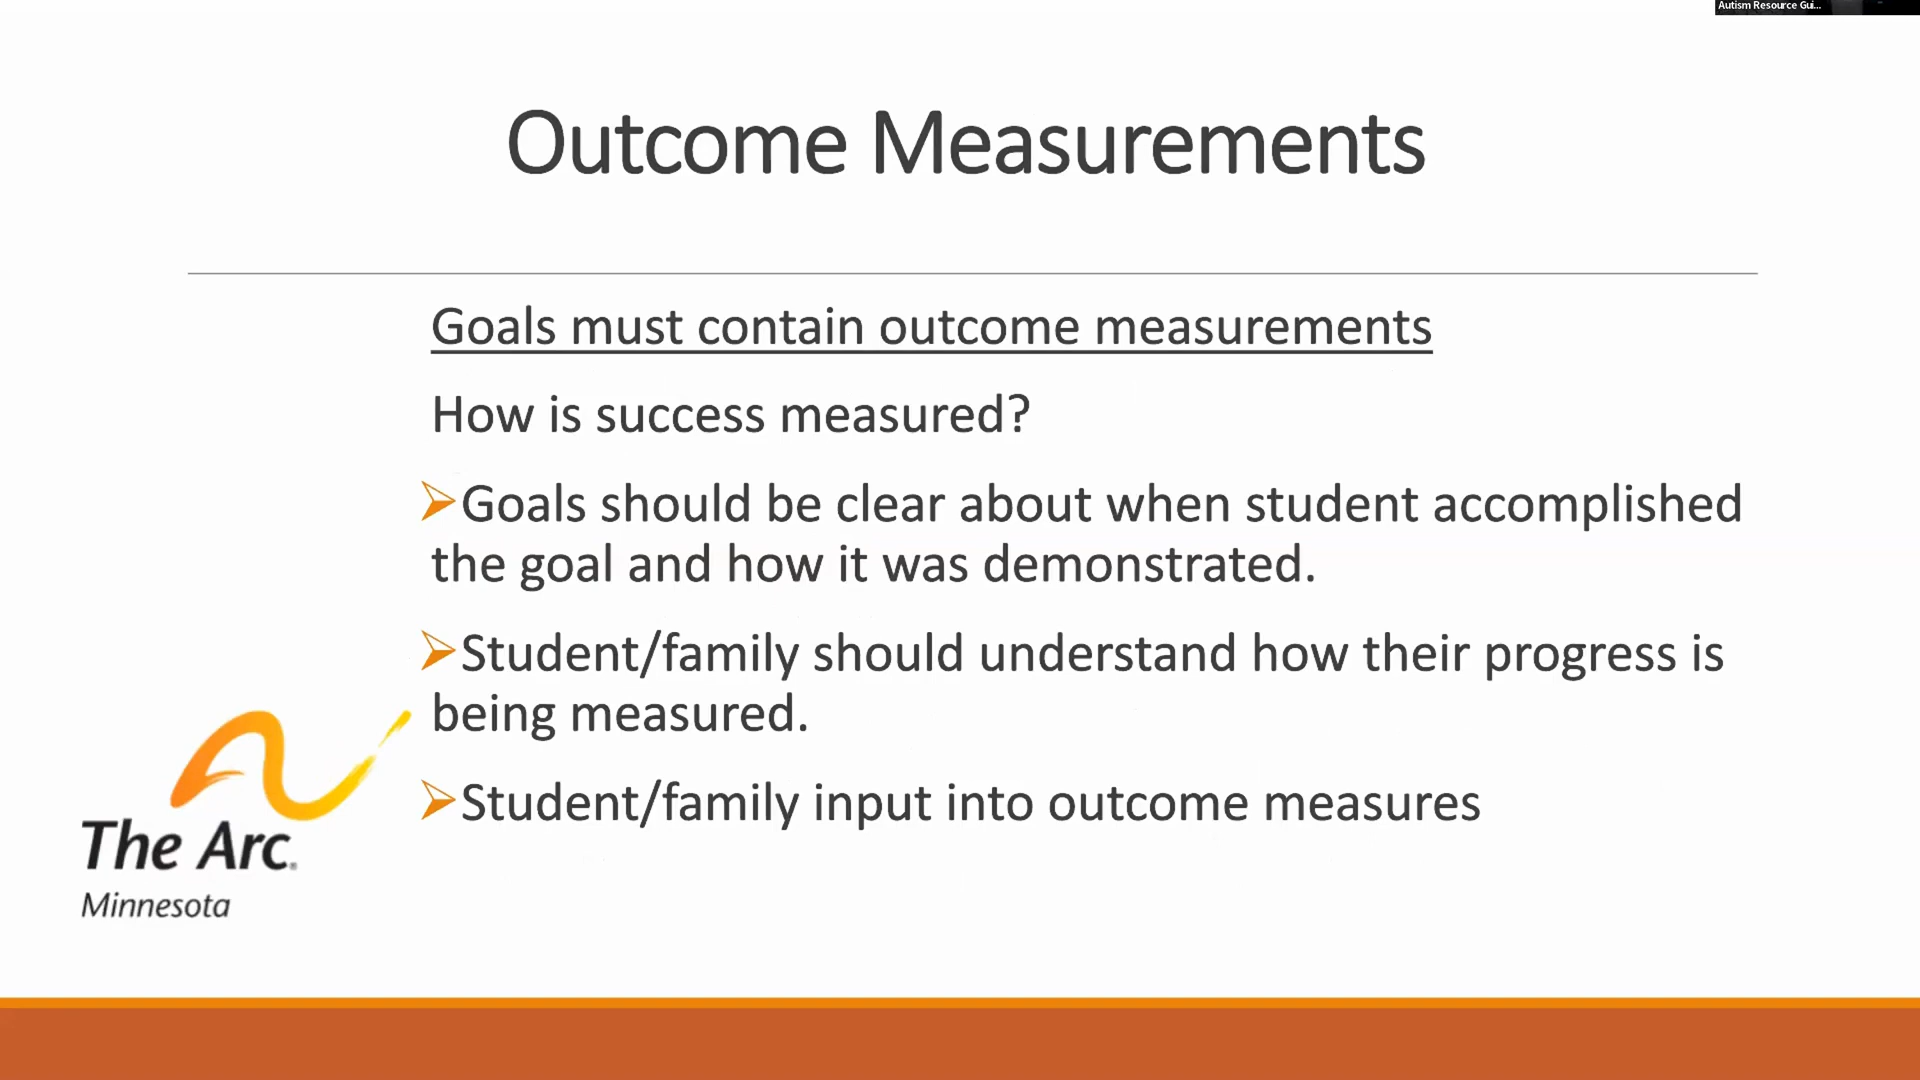 Autism Resource Gui...
Outcome Measurements
Goals must contain outcome measurements
How is success measured?
Goals should be clear about when student accomplished
the goal and how it was demonstrated.
Student/family should understand how their progress is
being measured.
Student/family input into outcome measures
The Arc®
Minnesota